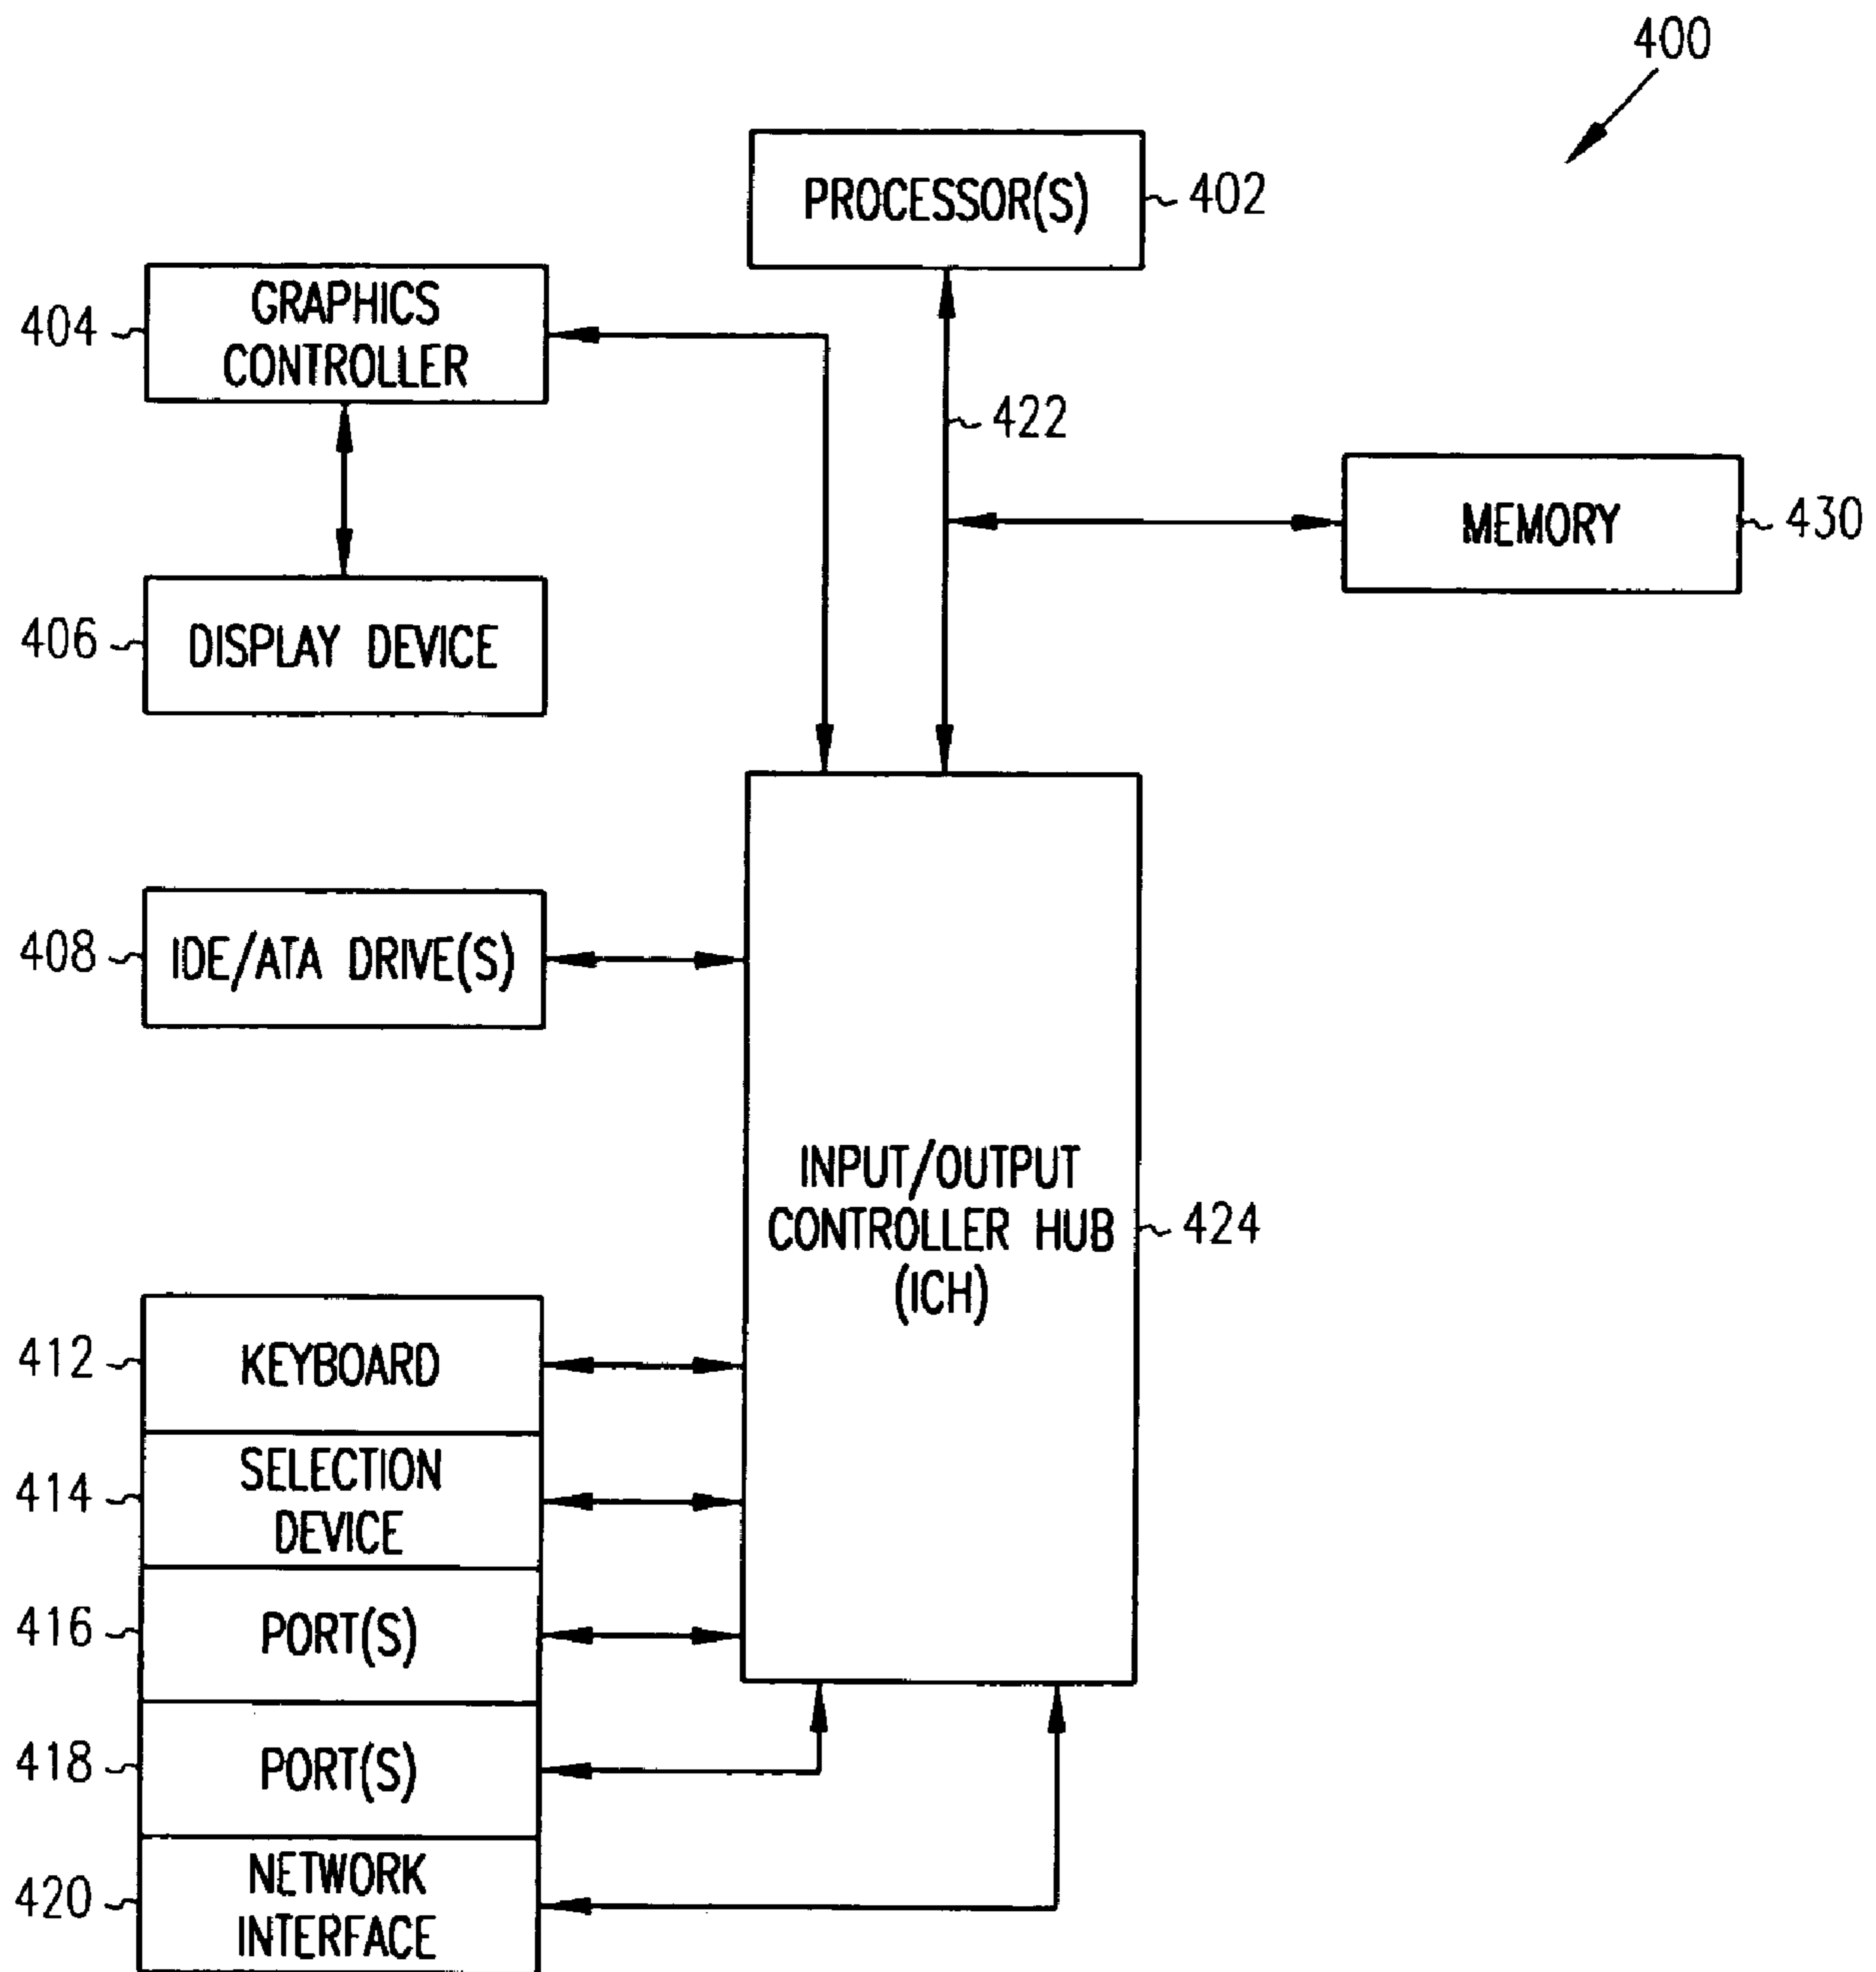 400
PROCESSOR(S)
402
GRAPHICS
CONTROLLER
404
422
MEMORY
430
DISPLAY DEVICE
406
IDE/ATA DRIVE(S)
408
INPUT/OUTPUT
CONTROLLER HUB
(ICH)
424
KEYBOARD
412
SELECTION
DEVICE
414
PORT(S)
416
PORT(S)
418
NETWORK
INTERFACE
420